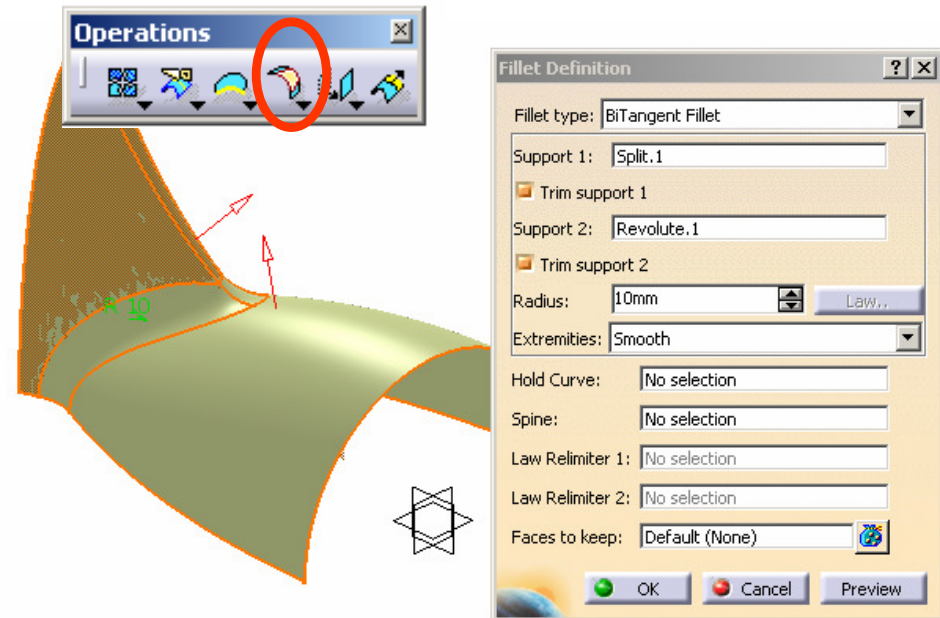 Operations
R 10
Fillet Definition
Fillet type: BiTangent Fillet
Support 1: Split.1
Trim support 1
Support 2: Revolute.1
Trim support 2
Radius: 10mm Law..
Extremities: Smooth
Hold Curve: No selection
Spine: No selection
Law Relimiter 1: No selection
Law Relimiter 2: No selection
Faces to keep: Default (None)
OK Cancel Preview